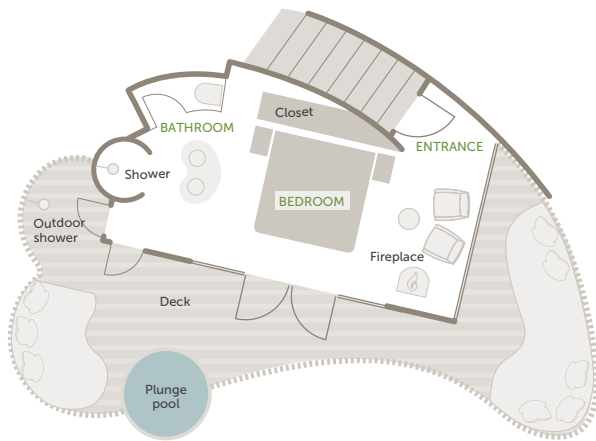 Closet
BATHROOM
ENTRANCE
Shower
BEDROOM
Outdoor
shower
Fireplace
Deck
Plunge
pool